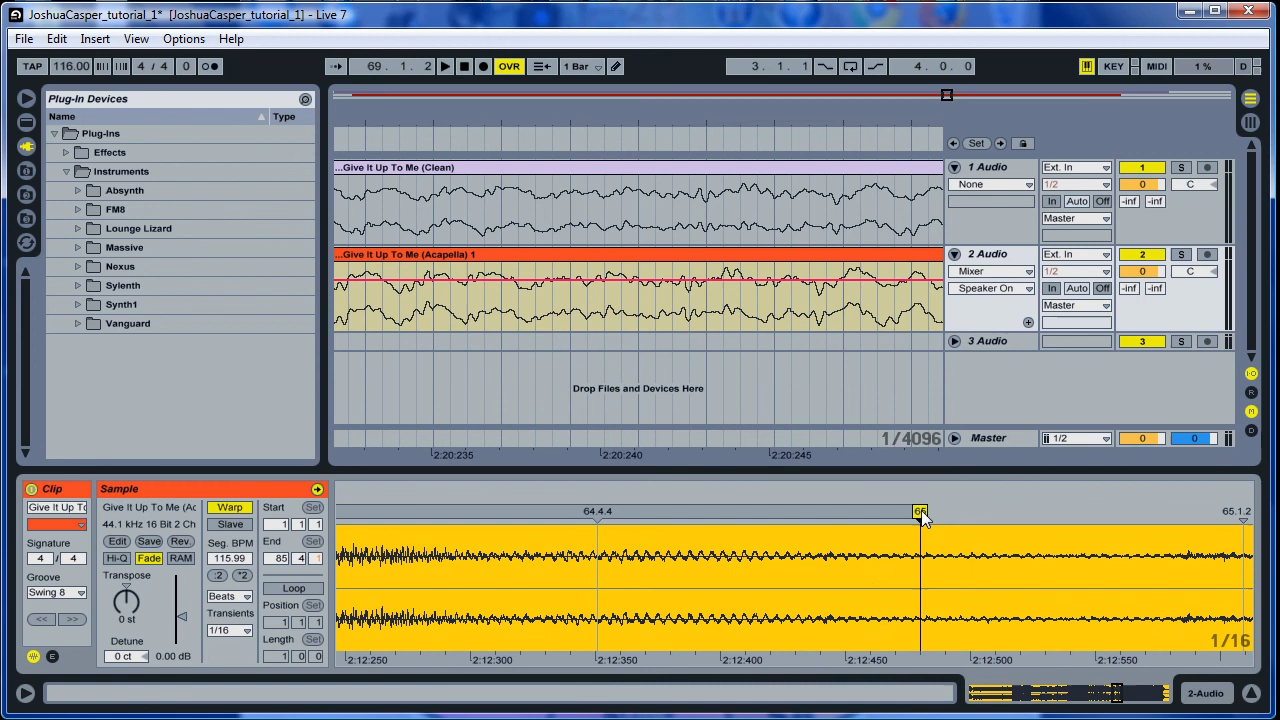 JoshuaCasper_tutorial_1* [JoshuaCasper_tutorial_1] - Live 7
File Edit Insert View Options Help
TAP 116.00 4 / 4 0 69. 1. 2 OVR 1 Bar 3. 1. 1 4. 0. 0 KEY MIDI 1 % D
Plug-In Devices
Name Type
Plug-Ins
Effects
Instruments
Absynth
FM8
Lounge Lizard
Massive
Nexus
Sylenth
Synth1
Vanguard
Set
...Give It Up To Me (Clean) 1 Audio Ext. In 1 S
None 1/2 0 C
In Auto Off -inf -inf
Master
...Give It Up To Me (Acapella) 1 2 Audio Ext. In 2 S
Mixer 1/2 0 C
Speaker On In Auto Off -inf -inf
Master
3 Audio 3 S
Drop Files and Devices Here
1/4096 Master 1/2 0 0
2:20:235 2:20:240 2:20:245
I·O
R
M
D
Clip
Give It Up T
Signature
4 / 4
Groove
Swing 8
<< >>
E
Sample
Give It Up To Me (Ac
44.1 kHz 16 Bit 2 Ch
Edit Save Rev.
Hi-Q Fade RAM
Transpose
0 st
Detune
0 ct 0.00 dB
Warp
Slave
Seg. BPM
115.99
:2 *2
Beats
Transients
1/16
Start Set
1 1 1
End Set
85 4 1
Loop
Position Set
1 1 1
Length Set
1 0 0
64.4.4 65.1.2
1/16
2:12:250 2:12:300 2:12:350 2:12:400 2:12:450 2:12:500 2:12:550
2-Audio